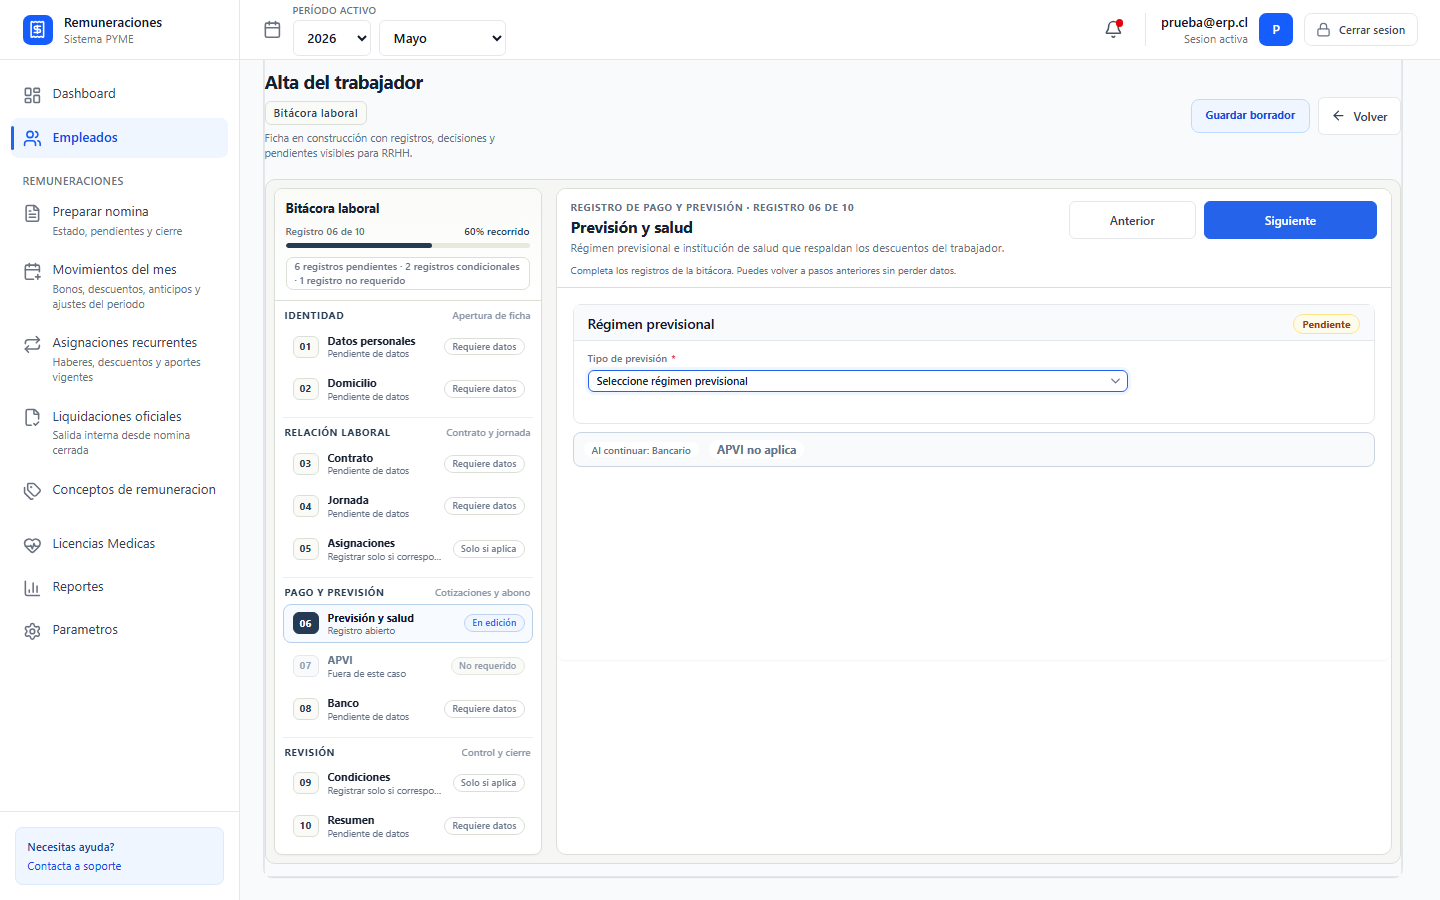 Remuneraciones
Sistema PYME
PERÍODO ACTIVO
2026
Mayo
prueba@erp.cl
Sesion activa
P
Cerrar sesion
Dashboard
Empleados
REMUNERACIONES
Preparar nomina
Estado, pendientes y cierre
Movimientos del mes
Bonos, descuentos, anticipos y
ajustes del periodo
Asignaciones recurrentes
Haberes, descuentos y aportes
vigentes
Liquidaciones oficiales
Salida interna desde nomina
cerrada
Conceptos de remuneracion
Licencias Medicas
Reportes
Parametros
Necesitas ayuda?
Contacta a soporte
Alta del trabajador
Bitácora laboral
Ficha en construcción con registros, decisiones y
pendientes visibles para RRHH.
Guardar borrador
Volver
Bitácora laboral
Registro 06 de 10
60% recorrido
6 registros pendientes · 2 registros condicionales
· 1 registro no requerido
IDENTIDAD
Apertura de ficha
01
Datos personales
Pendiente de datos
Requiere datos
02
Domicilio
Pendiente de datos
Requiere datos
RELACIÓN LABORAL
Contrato y jornada
03
Contrato
Pendiente de datos
Requiere datos
04
Jornada
Pendiente de datos
Requiere datos
05
Asignaciones
Registrar solo si correspo...
Solo si aplica
PAGO Y PREVISIÓN
Cotizaciones y abono
06
Previsión y salud
Registro abierto
En edición
07
APVI
Fuera de este caso
No requerido
08
Banco
Pendiente de datos
Requiere datos
REVISIÓN
Control y cierre
09
Condiciones
Registrar solo si correspo...
Solo si aplica
10
Resumen
Pendiente de datos
Requiere datos
REGISTRO DE PAGO Y PREVISIÓN · REGISTRO 06 DE 10
Previsión y salud
Régimen previsional e institución de salud que respaldan los descuentos del trabajador.
Completa los registros de la bitácora. Puedes volver a pasos anteriores sin perder datos.
Anterior
Siguiente
Régimen previsional
Pendiente
Tipo de previsión *
Seleccione régimen previsional
Al continuar: Bancario
APVI no aplica